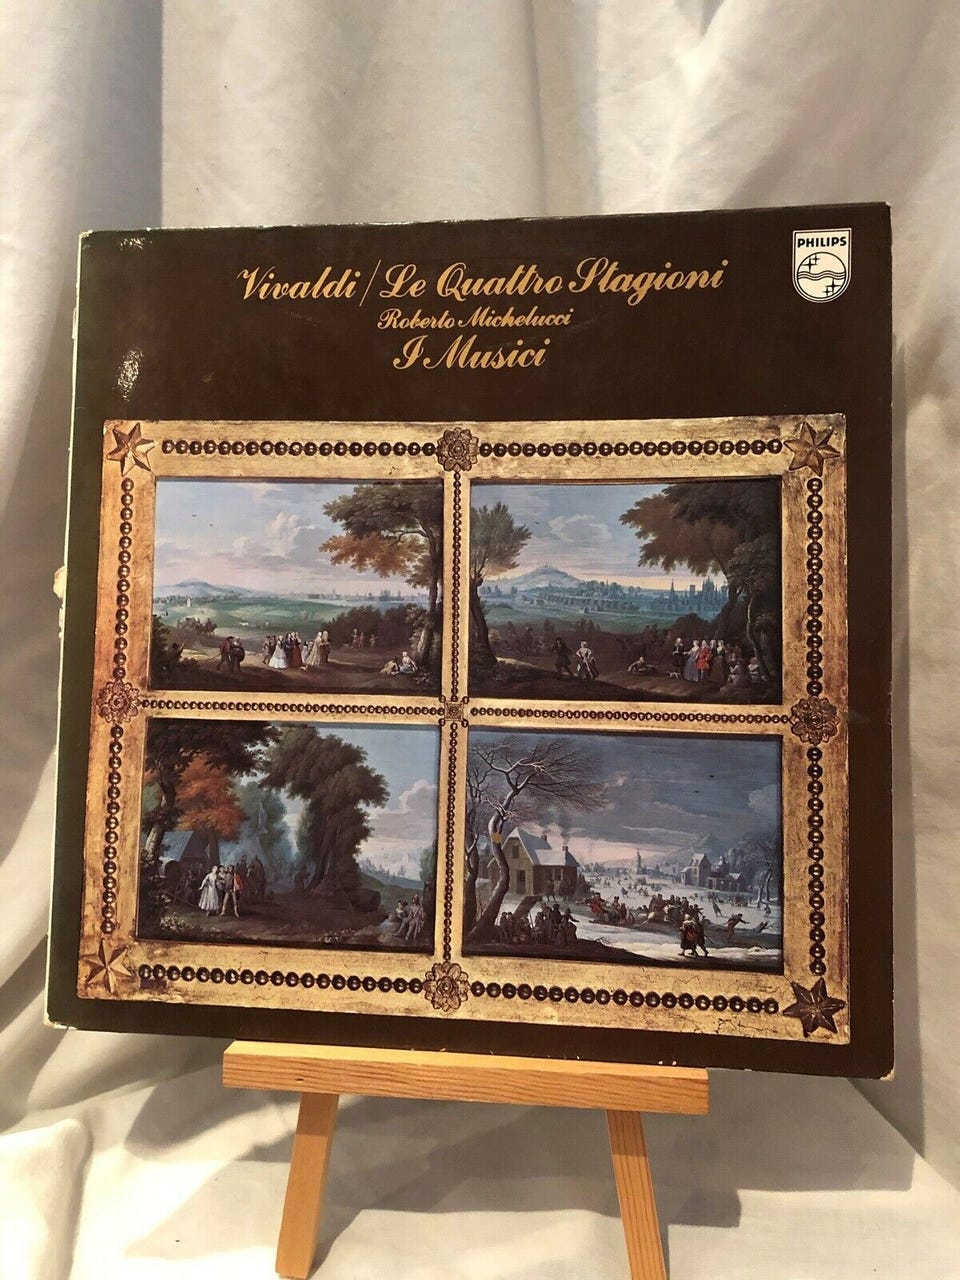 Vivaldi / Le Quattro Stagioni
Roberto Michelucci
I Musici
PHILIPS